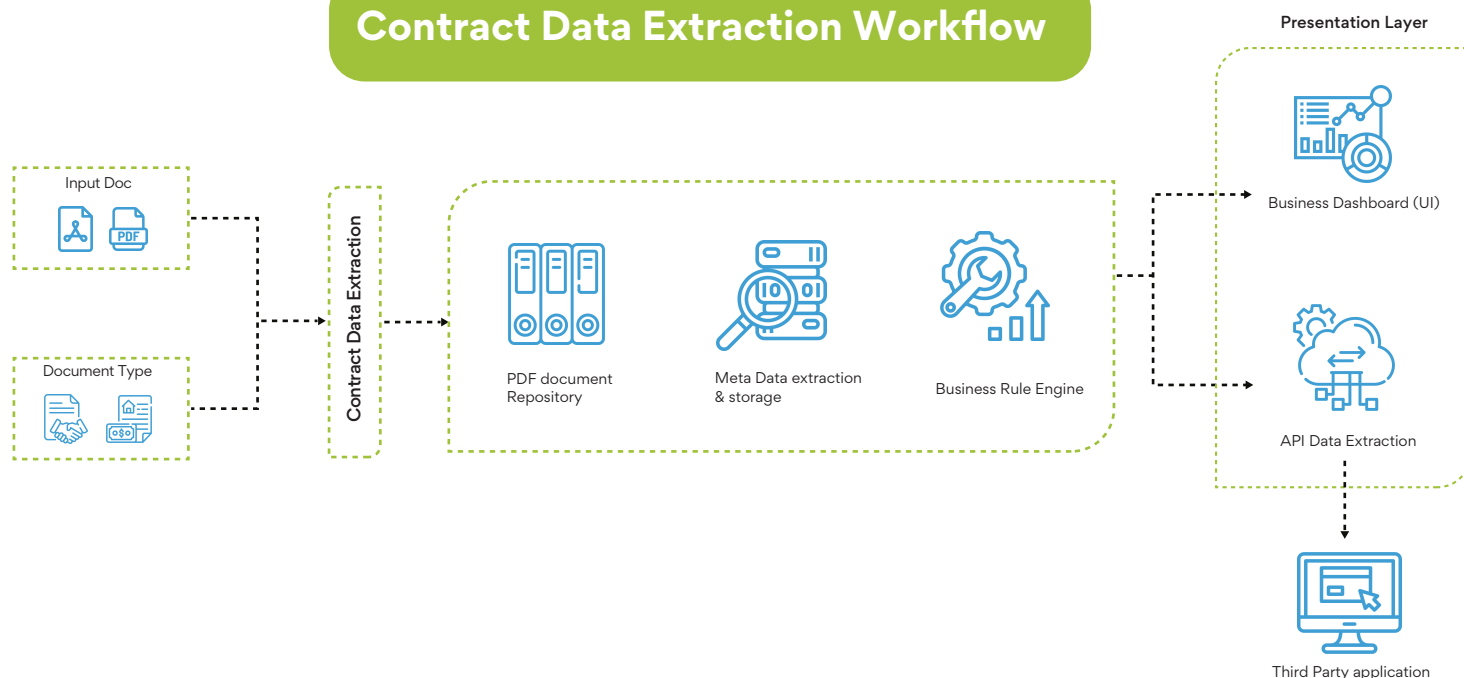 Contract Data Extraction Workflow
Presentation Layer
Input Doc
PDF
Document Type
Contract Data Extraction
PDF document
Repository
Meta Data extraction
& storage
Business Rule Engine
Business Dashboard (UI)
API Data Extraction
Third Party application